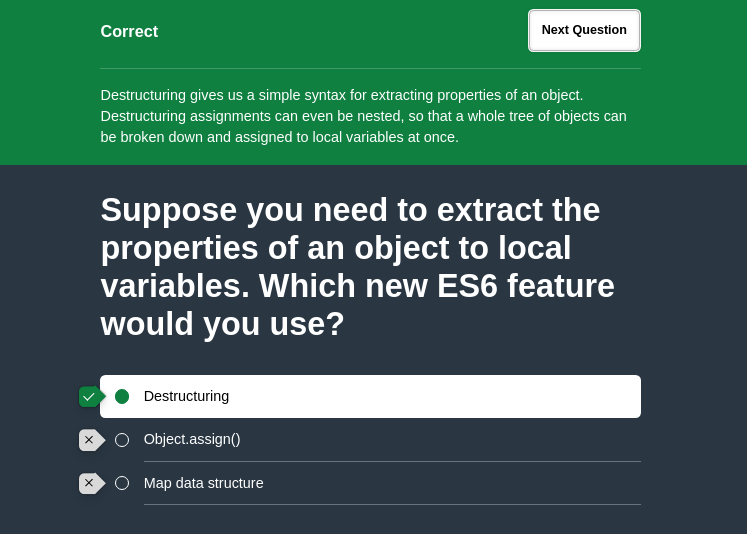 Correct
Next Question
Destructuring gives us a simple syntax for extracting properties of an object.
Destructuring assignments can even be nested, so that a whole tree of objects can
be broken down and assigned to local variables at once.
Suppose you need to extract the
properties of an object to local
variables. Which new ES6 feature
would you use?
Destructuring
Object.assign()
Map data structure